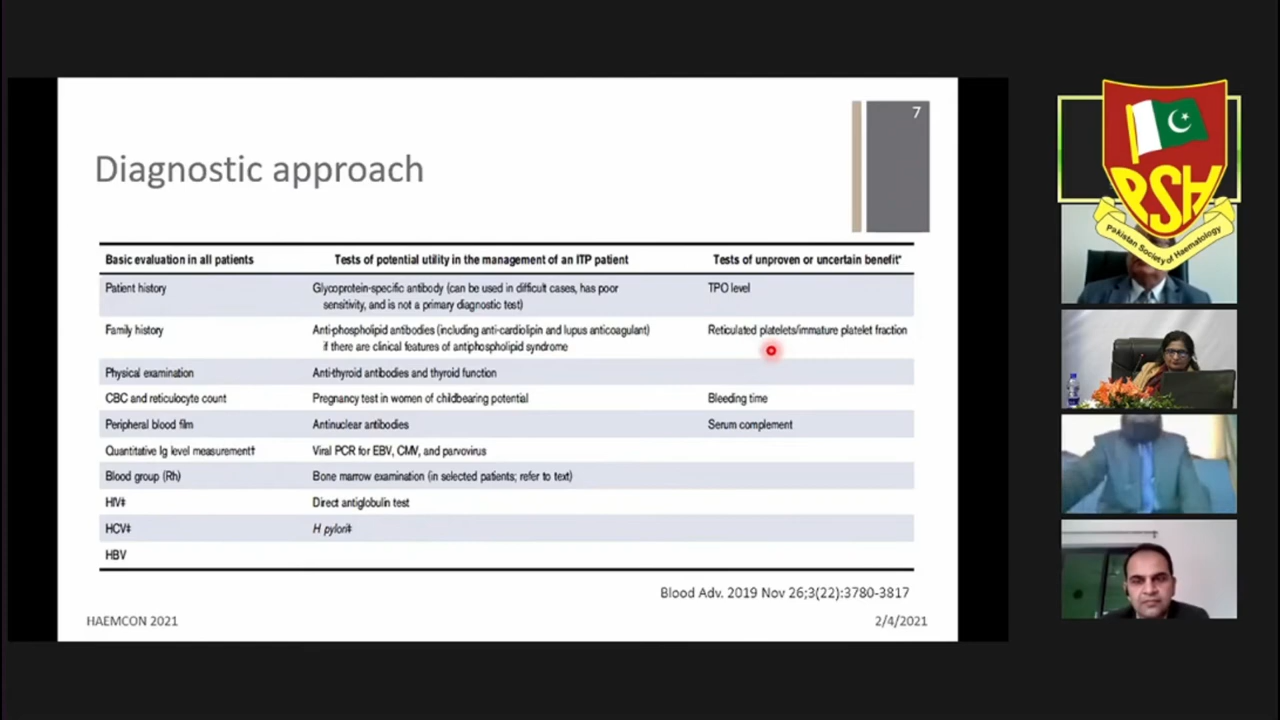 7
Diagnostic approach
Basic evaluation in all patients Tests of potential utility in the management of an ITP patient Tests of unproven or uncertain benefit*
Patient history Glycoprotein-specific antibody (can be used in difficult cases, has poor TPO level
sensitivity, and is not a primary diagnostic test)
Family history Anti-phospholipid antibodies (including anti-cardiolipin and lupus anticoagulant) Reticulated platelets/immature platelet fraction
if there are clinical features of antiphospholipid syndrome
Physical examination Anti-thyroid antibodies and thyroid function
CBC and reticulocyte count Pregnancy test in women of childbearing potential Bleeding time
Peripheral blood film Antinuclear antibodies Serum complement
Quantitative Ig level measurement† Viral PCR for EBV, CMV, and parvovirus
Blood group (Rh) Bone marrow examination (in selected patients; refer to text)
HIV‡ Direct antiglobulin test
HCV‡ H pylori‡
HBV
Blood Adv. 2019 Nov 26;3(22):3780-3817
HAEMCON 2021 2/4/2021
PSH
Pakistan Society of Haematology